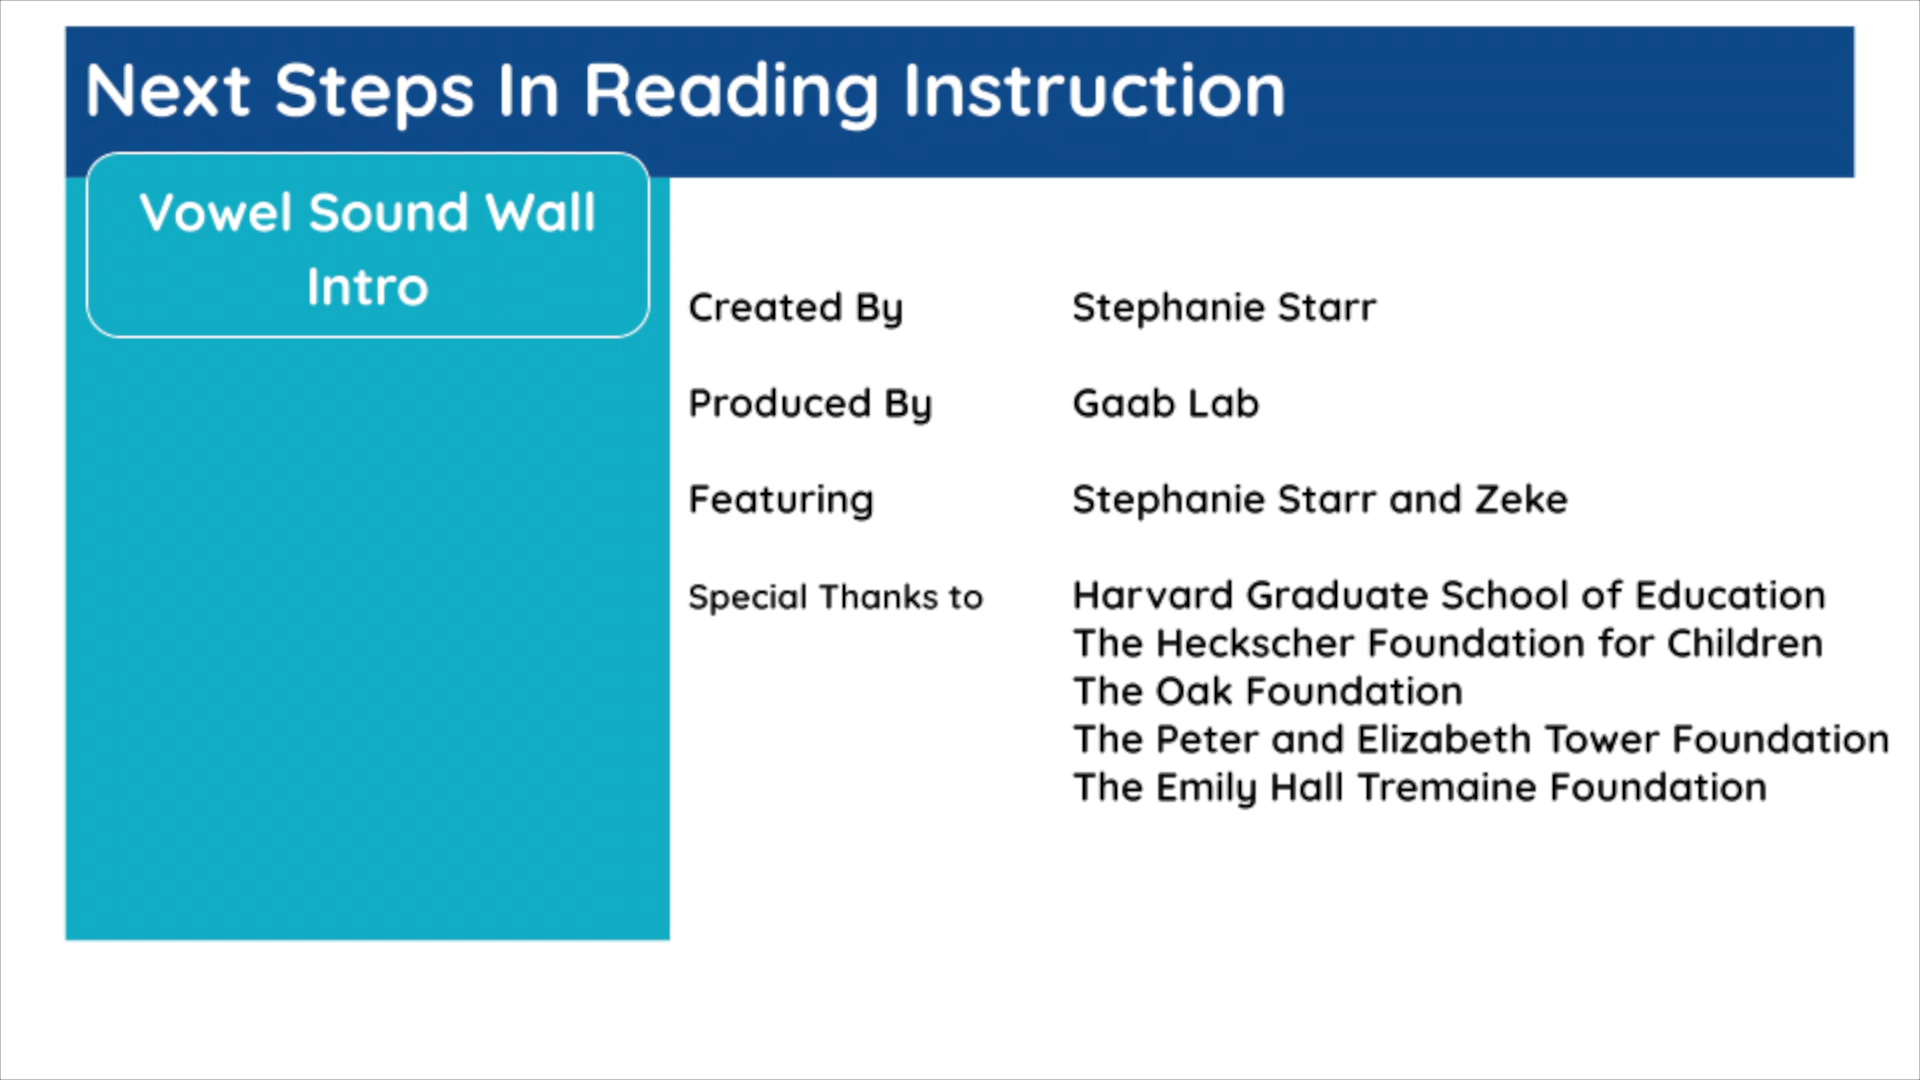 Next Steps In Reading Instruction
Vowel Sound Wall
Intro
Created By Stephanie Starr
Produced By Gaab Lab
Featuring Stephanie Starr and Zeke
Special Thanks to Harvard Graduate School of Education
The Heckscher Foundation for Children
The Oak Foundation
The Peter and Elizabeth Tower Foundation
The Emily Hall Tremaine Foundation